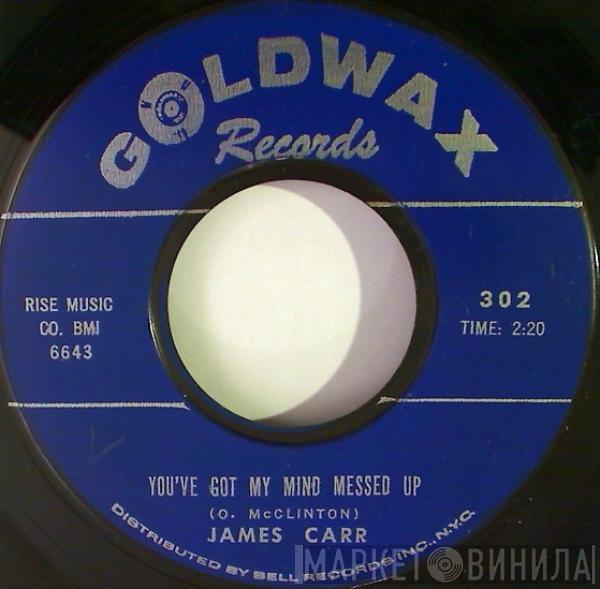 GOLDWAX
Records
RISE MUSIC
CO. BMI
6643
302
TIME: 2:20
YOU'VE GOT MY MIND MESSED UP
(O. McCLINTON)
JAMES CARR
DISTRIBUTED BY BELL RECORDS INC., N.Y.C.
МАРКЕТ ВИНИЛА